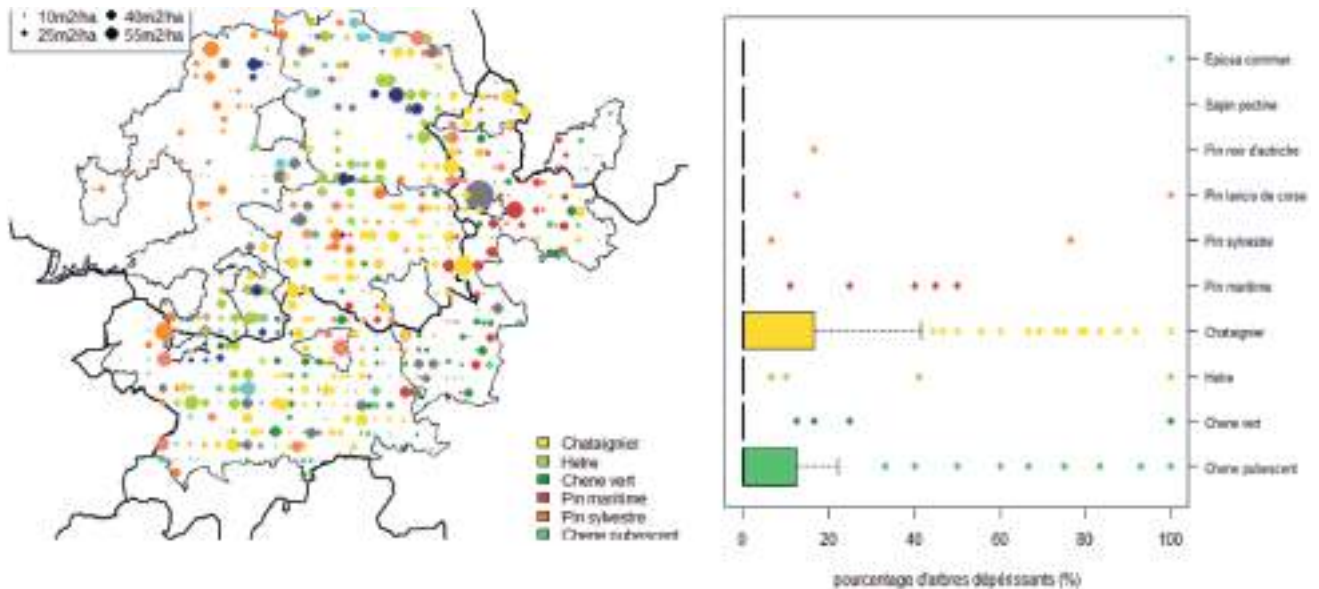 10m2/ha 40m2/ha
25m2/ha 55m2/ha
Chataignier
Hetre
Chene vert
Pin maritime
Pin sylvestre
Chene pubescent
Epicea commun
Sapin pectine
Pin noir d'autriche
Pin laricio de corse
Pin sylvestre
Pin maritime
Chataignier
Hetre
Chene vert
Chene pubescent
0 20 40 60 80 100
pourcentage d'arbres dépérissants (%)